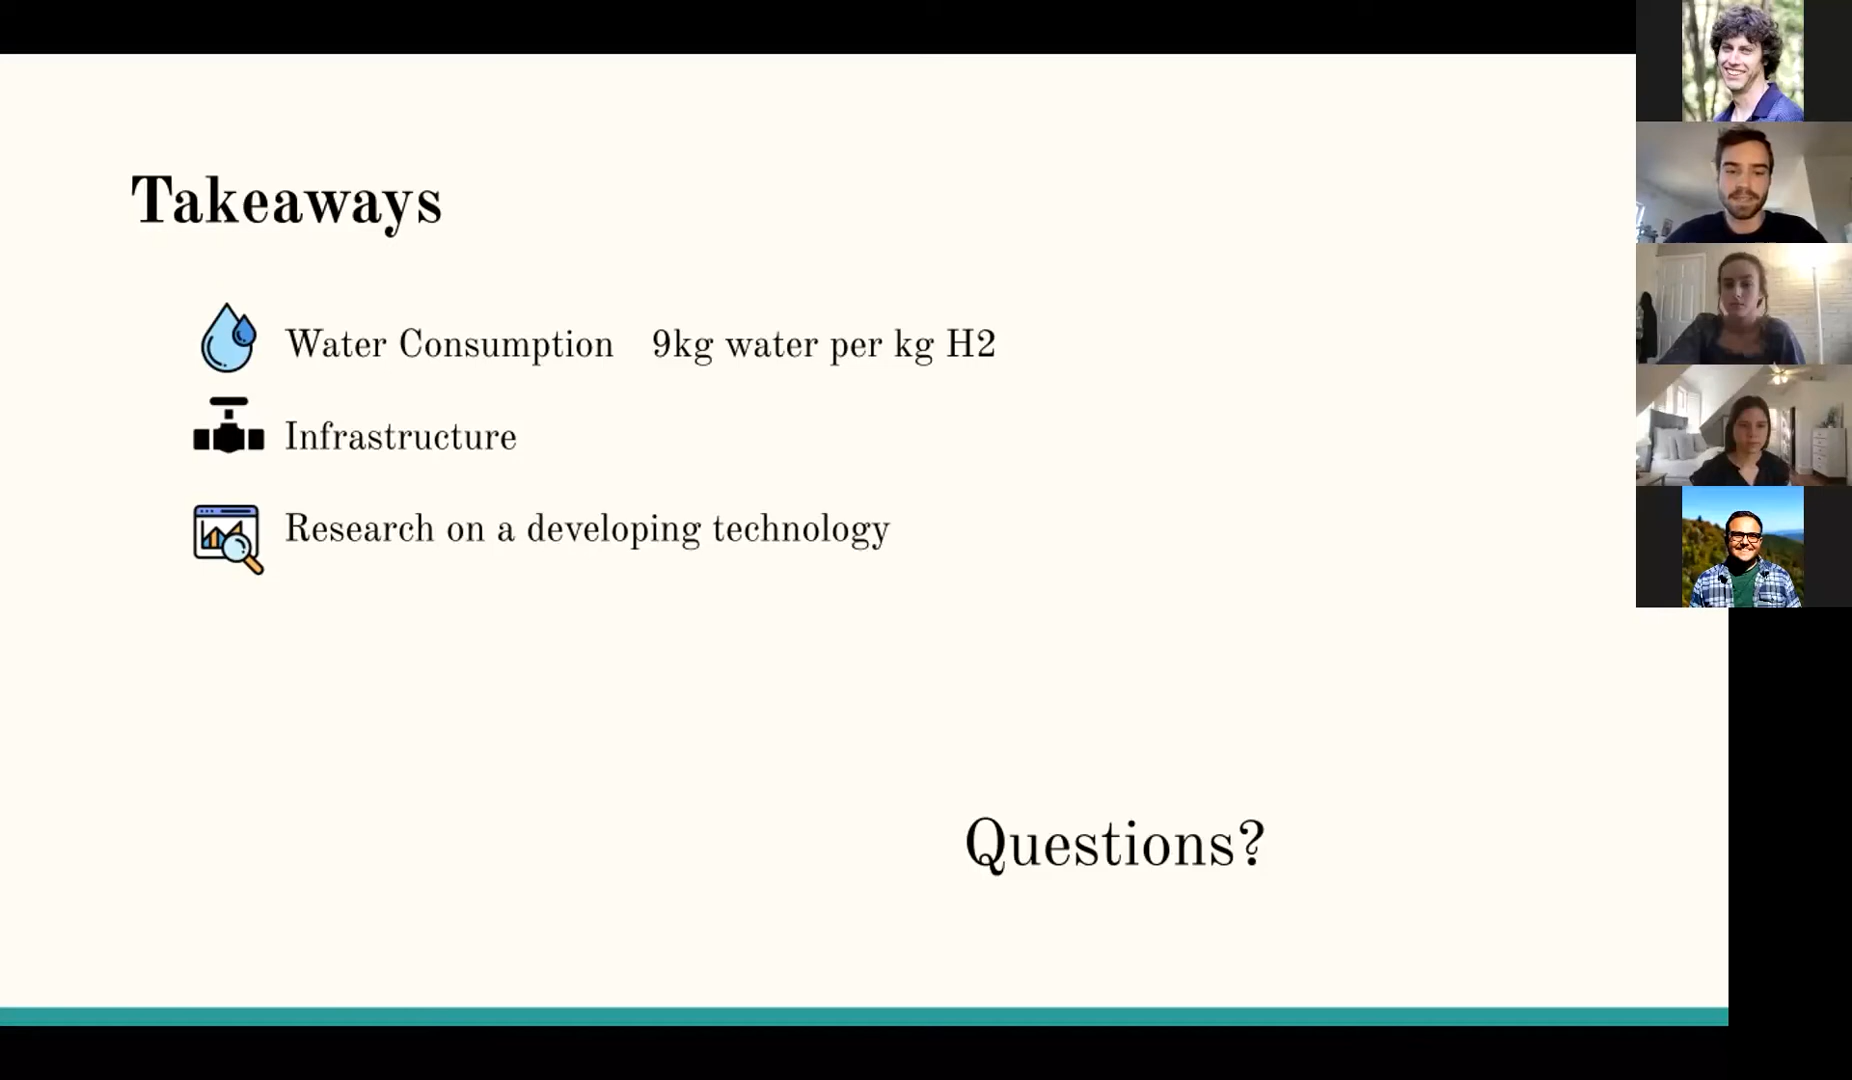 Takeaways
Water Consumption 9kg water per kg H2
Infrastructure
Research on a developing technology
Questions?